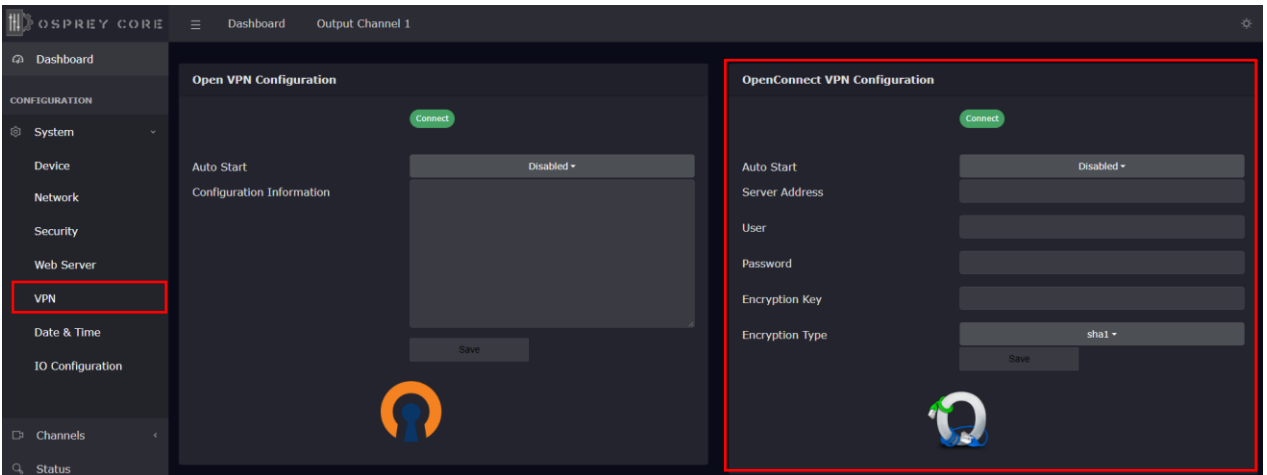 OSPREY CORE
Dashboard
Output Channel 1
Dashboard
CONFIGURATION
System
Device
Network
Security
Web Server
VPN
Date & Time
IO Configuration
Channels
Status
Open VPN Configuration
Connect
Auto Start
Disabled
Configuration Information
Save
OpenConnect VPN Configuration
Connect
Auto Start
Disabled
Server Address
User
Password
Encryption Key
Encryption Type
sha1
Save